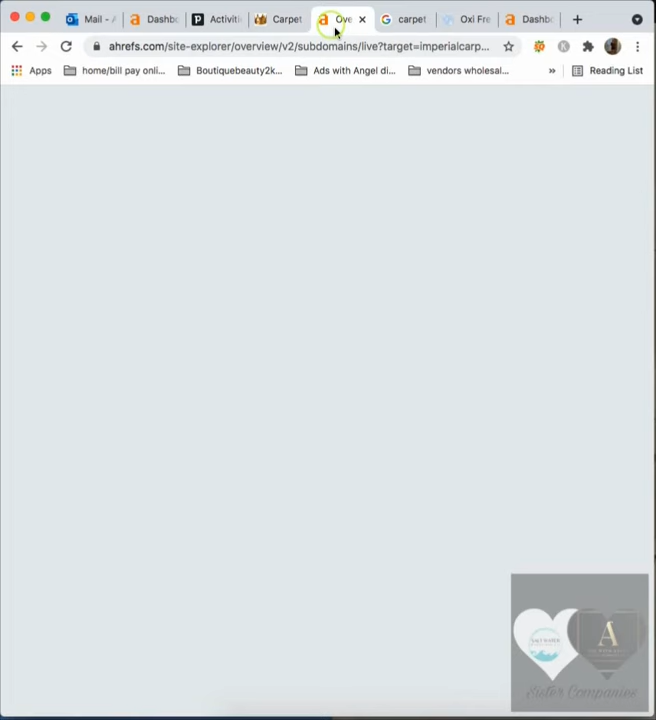 Mail - /
Dashbo
Activiti
Carpet
Ove
carpet
Oxi Fre
Dashbo
ahrefs.com/site-explorer/overview/v2/subdomains/live?target=imperialcarp...
Apps
home/bill pay onli...
Boutiquebeauty2k...
Ads with Angel di...
vendors wholesal...
»
Reading List
A
Sister Companies